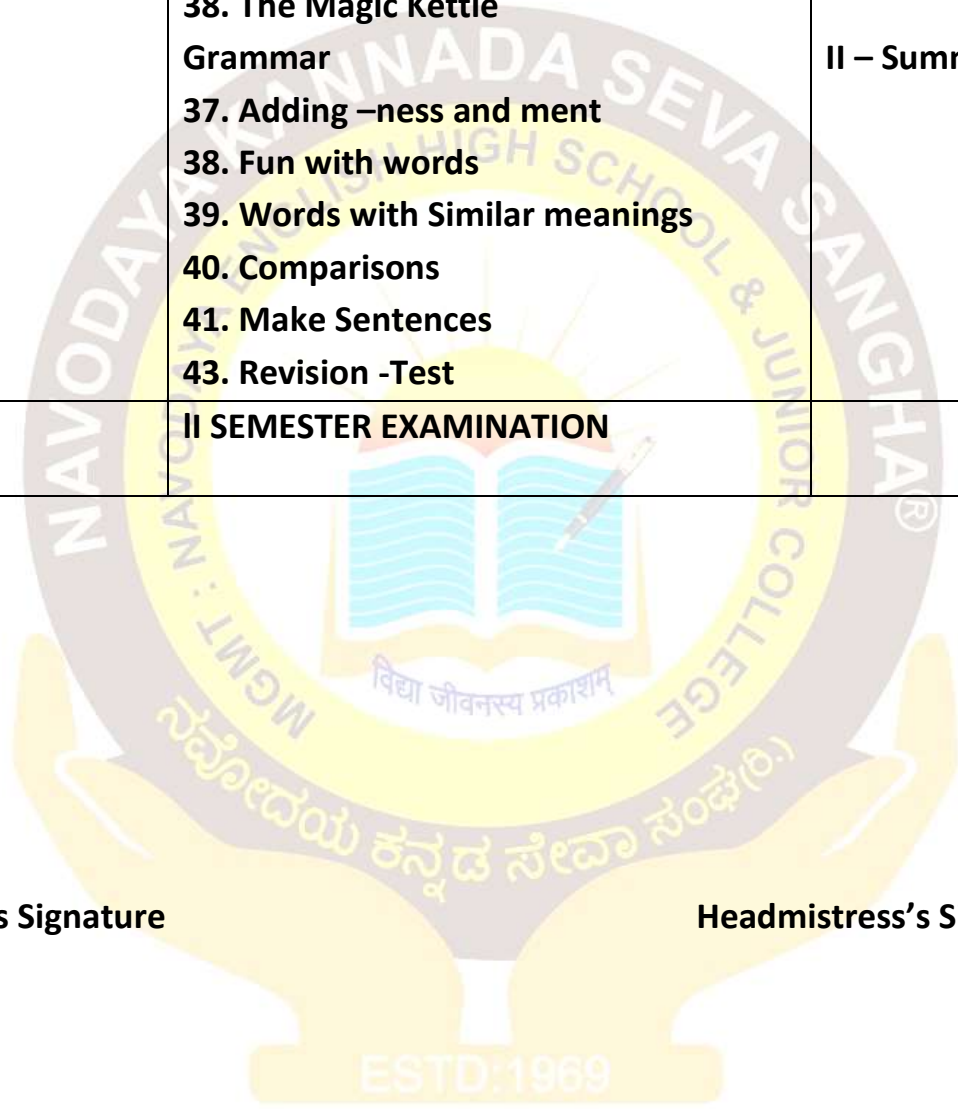 38. The Magic Kettle
Grammar
II – Summ
37. Adding –ness and ment
38. Fun with words
39. Words with Similar meanings
40. Comparisons
41. Make Sentences
43. Revision -Test
II SEMESTER EXAMINATION
NAVODAYA KANNADA SEVA SANGHA®
MGMT : NAVODAYA ENGLISH HIGH SCHOOL & JUNIOR COLLEGE
विद्या जीवनस्य प्रकाशम्
ನವೋದಯ ಕನ್ನಡ ಸೇವಾ ಸಂಘ(ರಿ.)
s Signature
Headmistress’s S
ESTD:1969